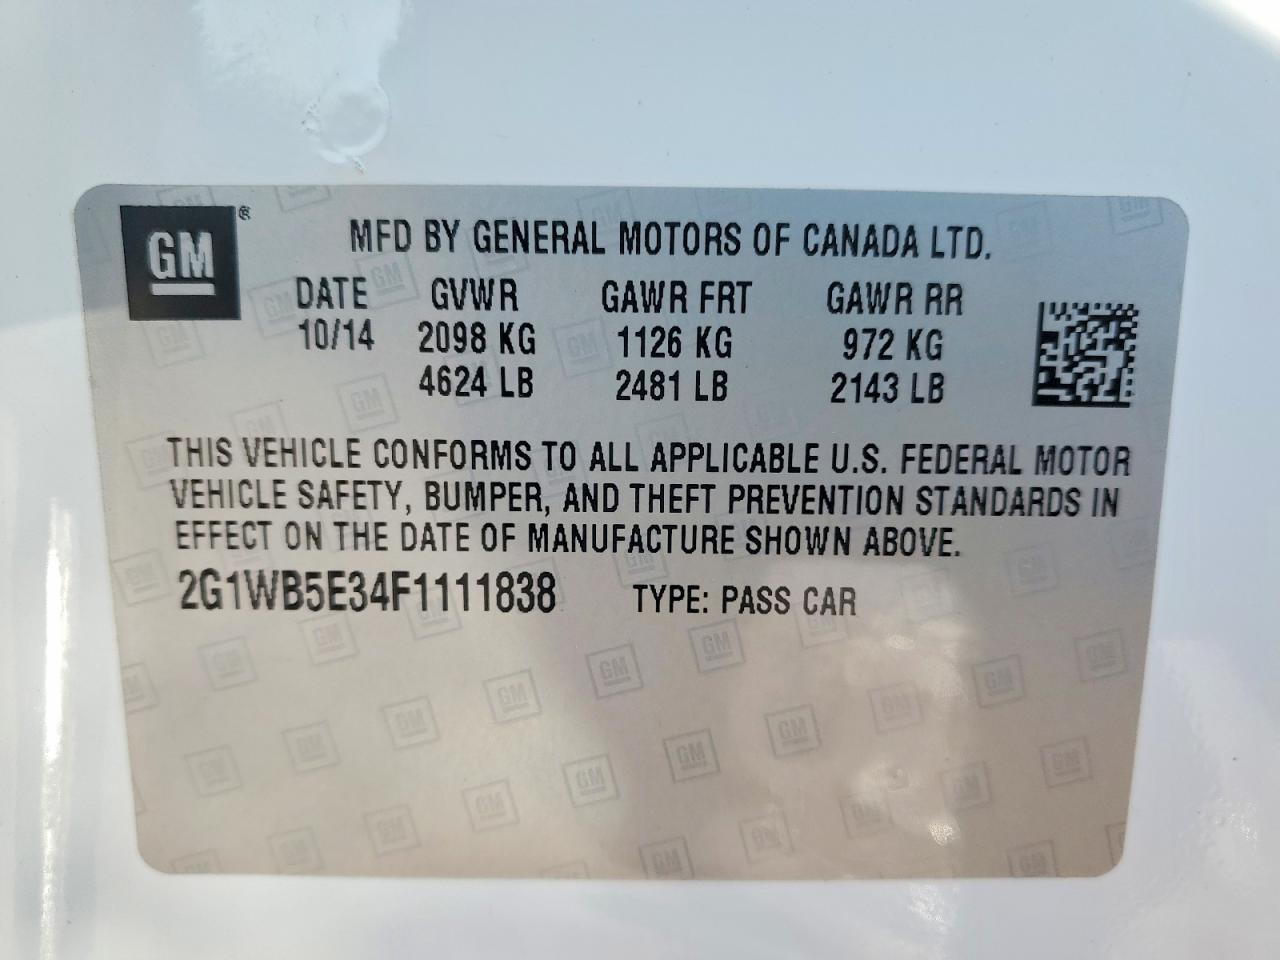 GM ®
MFD BY GENERAL MOTORS OF CANADA LTD.
DATE GVWR GAWR FRT GAWR RR
10/14 2098 KG 1126 KG 972 KG
4624 LB 2481 LB 2143 LB
THIS VEHICLE CONFORMS TO ALL APPLICABLE U.S. FEDERAL MOTOR
VEHICLE SAFETY, BUMPER, AND THEFT PREVENTION STANDARDS IN
EFFECT ON THE DATE OF MANUFACTURE SHOWN ABOVE.
2G1WB5E34F1111838 TYPE: PASS CAR